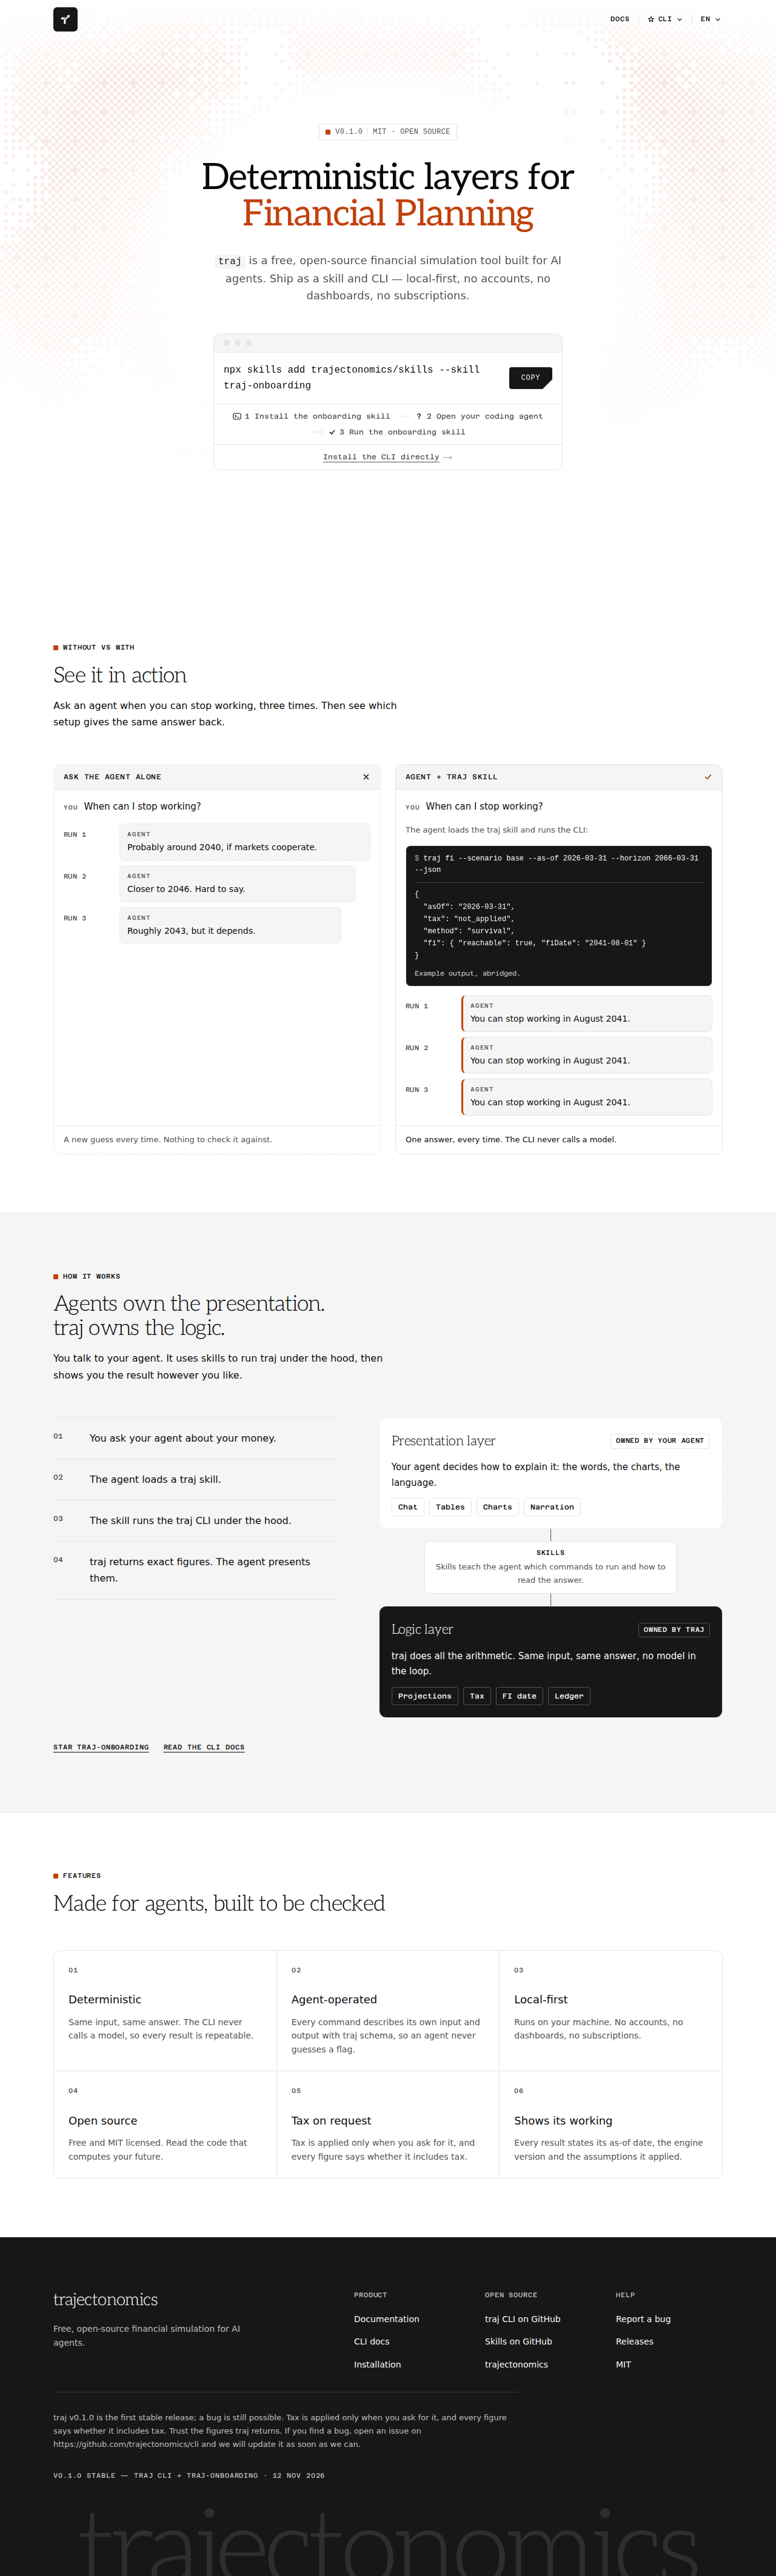 DOCS
CLI
EN
V0.1.0 MIT · OPEN SOURCE
Deterministic layers for
Financial Planning
traj is a free, open-source financial simulation tool built for AI
agents. Ship as a skill and CLI — local-first, no accounts, no
dashboards, no subscriptions.
npx skills add trajectonomics/skills --skill
traj-onboarding
COPY
1 Install the onboarding skill
? 2 Open your coding agent
3 Run the onboarding skill
Install the CLI directly
WITHOUT VS WITH
See it in action
Ask an agent when you can stop working, three times. Then see which
setup gives the same answer back.
ASK THE AGENT ALONE
YOU When can I stop working?
RUN 1
AGENT
Probably around 2040, if markets cooperate.
RUN 2
AGENT
Closer to 2046. Hard to say.
RUN 3
AGENT
Roughly 2043, but it depends.
A new guess every time. Nothing to check it against.
AGENT + TRAJ SKILL
YOU When can I stop working?
The agent loads the traj skill and runs the CLI:
$ traj fi --scenario base --as-of 2026-03-31 --horizon 2066-03-31
--json
{
"asOf": "2026-03-31",
"tax": "not_applied",
"method": "survival",
"fi": { "reachable": true, "fiDate": "2041-08-01" }
}
Example output, abridged.
RUN 1
AGENT
You can stop working in August 2041.
RUN 2
AGENT
You can stop working in August 2041.
RUN 3
AGENT
You can stop working in August 2041.
One answer, every time. The CLI never calls a model.
HOW IT WORKS
Agents own the presentation.
traj owns the logic.
You talk to your agent. It uses skills to run traj under the hood, then
shows you the result however you like.
01 You ask your agent about your money.
02 The agent loads a traj skill.
03 The skill runs the traj CLI under the hood.
04 traj returns exact figures. The agent presents
them.
Presentation layer
OWNED BY YOUR AGENT
Your agent decides how to explain it: the words, the charts, the
language.
Chat Tables Charts Narration
SKILLS
Skills teach the agent which commands to run and how to
read the answer.
Logic layer
OWNED BY TRAJ
traj does all the arithmetic. Same input, same answer, no model in
the loop.
Projections Tax FI date Ledger
STAR TRAJ-ONBOARDING READ THE CLI DOCS
FEATURES
Made for agents, built to be checked
01
Deterministic
Same input, same answer. The CLI never
calls a model, so every result is repeatable.
02
Agent-operated
Every command describes its own input and
output with traj schema, so an agent never
guesses a flag.
03
Local-first
Runs on your machine. No accounts, no
dashboards, no subscriptions.
04
Open source
Free and MIT licensed. Read the code that
computes your future.
05
Tax on request
Tax is applied only when you ask for it, and
every figure says whether it includes tax.
06
Shows its working
Every result states its as-of date, the engine
version and the assumptions it applied.
trajectonomics
Free, open-source financial simulation for AI
agents.
PRODUCT
Documentation
CLI docs
Installation
OPEN SOURCE
traj CLI on GitHub
Skills on GitHub
trajectonomics
HELP
Report a bug
Releases
MIT
traj v0.1.0 is the first stable release; a bug is still possible. Tax is applied only when you ask for it, and every figure
says whether it includes tax. Trust the figures traj returns. If you find a bug, open an issue on
https://github.com/trajectonomics/cli and we will update it as soon as we can.
V0.1.0 STABLE — TRAJ CLI + TRAJ-ONBOARDING · 12 NOV 2026
trajectonomics